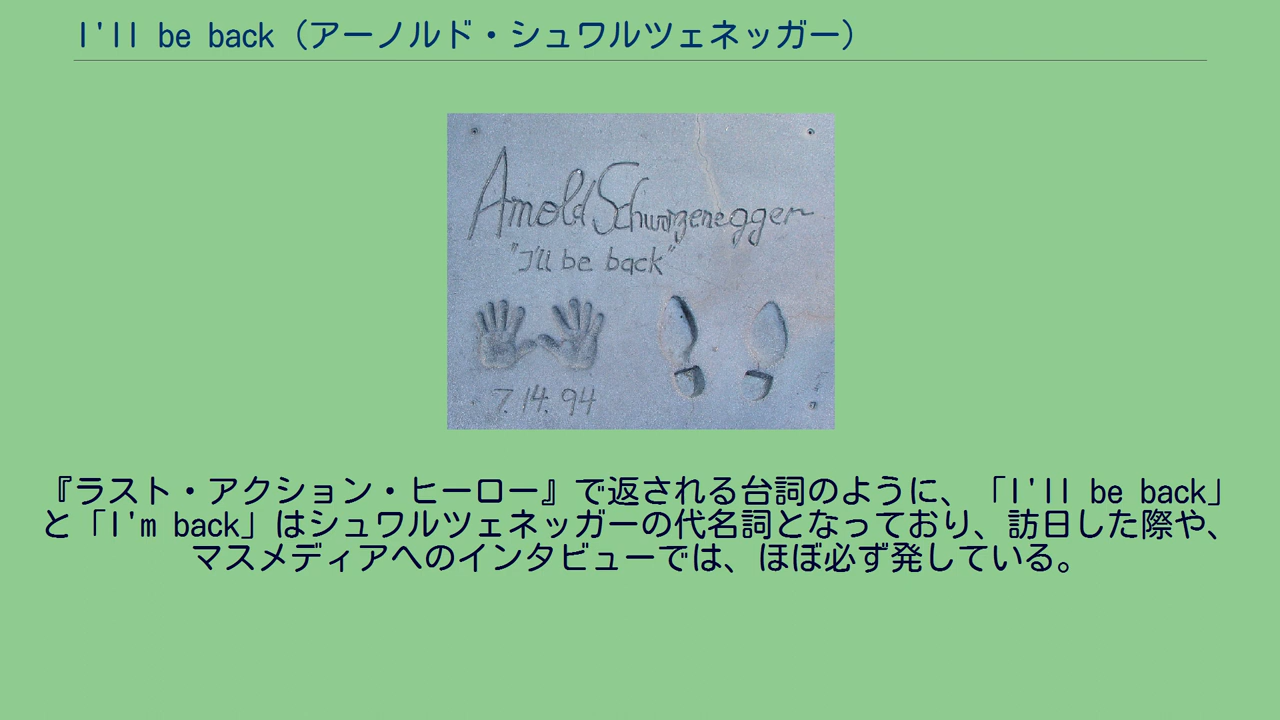 I'll be back（アーノルド・シュワルツェネッガー）
Arnold Schwarzenegger
"I'll be back"
7.14.94
『ラスト・アクション・ヒーロー』で返される台詞のように、「I'll be back」
と「I'm back」はシュワルツェネッガーの代名詞となっており、訪日した際や、
マスメディアへのインタビューでは、ほぼ必ず発している。